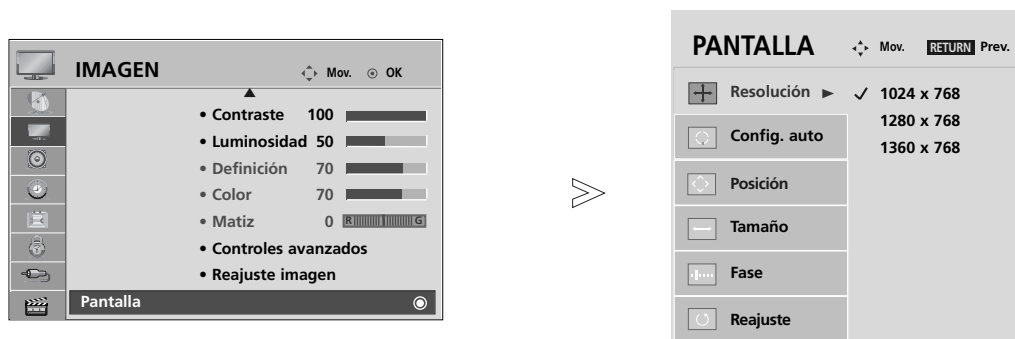 IMAGEN Mov. OK
• Contraste 100
• Luminosidad 50
• Definición 70
• Color 70
• Matiz 0 R G
• Controles avanzados
• Reajuste imagen
Pantalla
PANTALLA Mov. RETURN Prev.
Resolución ► ✓ 1024 x 768
1280 x 768
1360 x 768
Config. auto
Posición
Tamaño
Fase
Reajuste